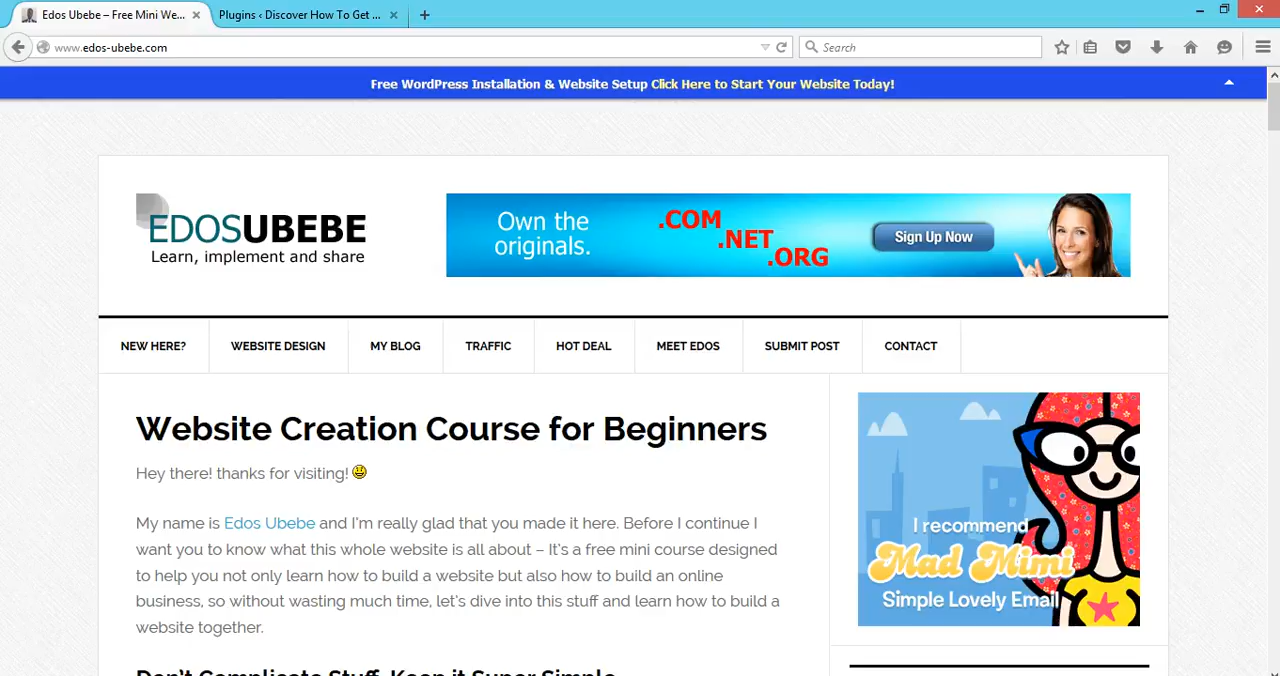 Edos Ubebe – Free Mini We...
Plugins ‹ Discover How To Get ...
www.edos-ubebe.com
Search
Free WordPress Installation & Website Setup Click Here to Start Your Website Today!
EDOSUBEBE
Learn, implement and share
Own the
originals.
.COM
.NET
.ORG
Sign Up Now
NEW HERE?
WEBSITE DESIGN
MY BLOG
TRAFFIC
HOT DEAL
MEET EDOS
SUBMIT POST
CONTACT
Website Creation Course for Beginners
Hey there! thanks for visiting!
My name is Edos Ubebe and I'm really glad that you made it here. Before I continue I
want you to know what this whole website is all about – It's a free mini course designed
to help you not only learn how to build a website but also how to build an online
business, so without wasting much time, let's dive into this stuff and learn how to build a
website together.
Don't Complicate Stuff, Keep it Super Simple
I recommend
Mad Mimi
Simple Lovely Email